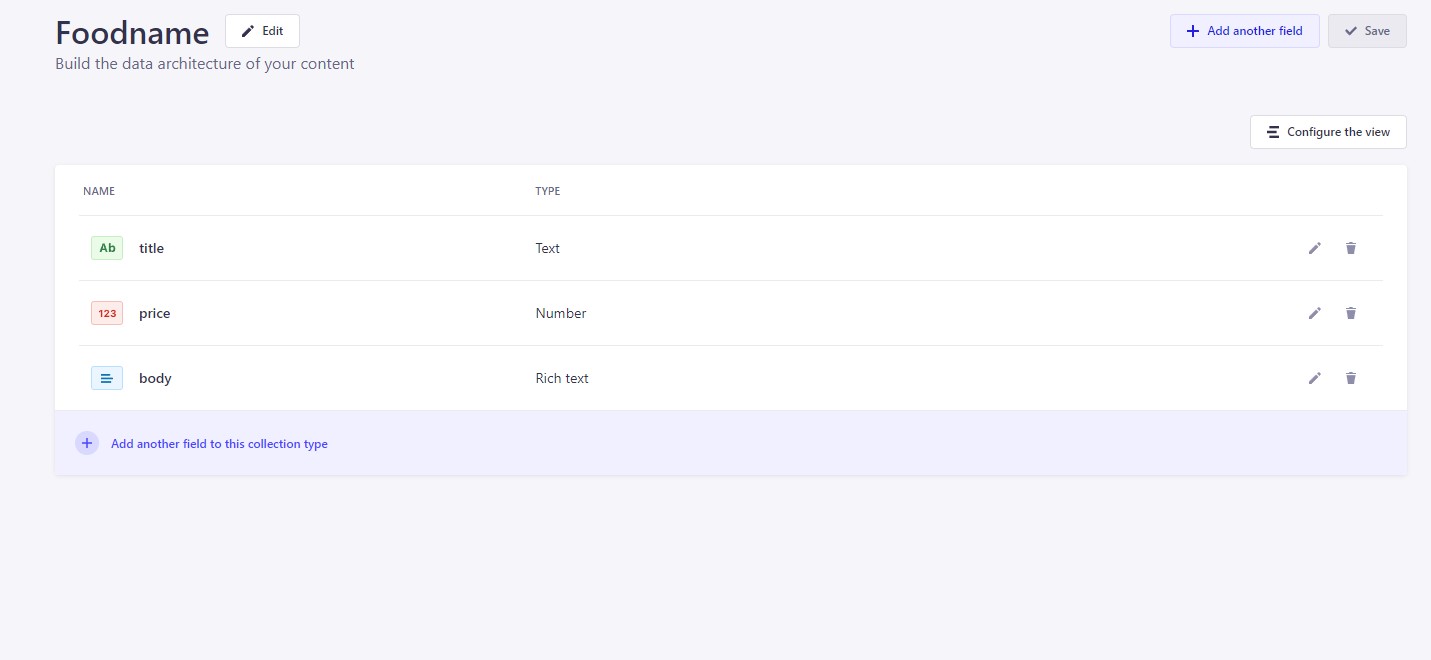 Foodname
Edit
Add another field
Save
Build the data architecture of your content
Configure the view
NAME TYPE
Ab title Text
123 price Number
body Rich text
Add another field to this collection type